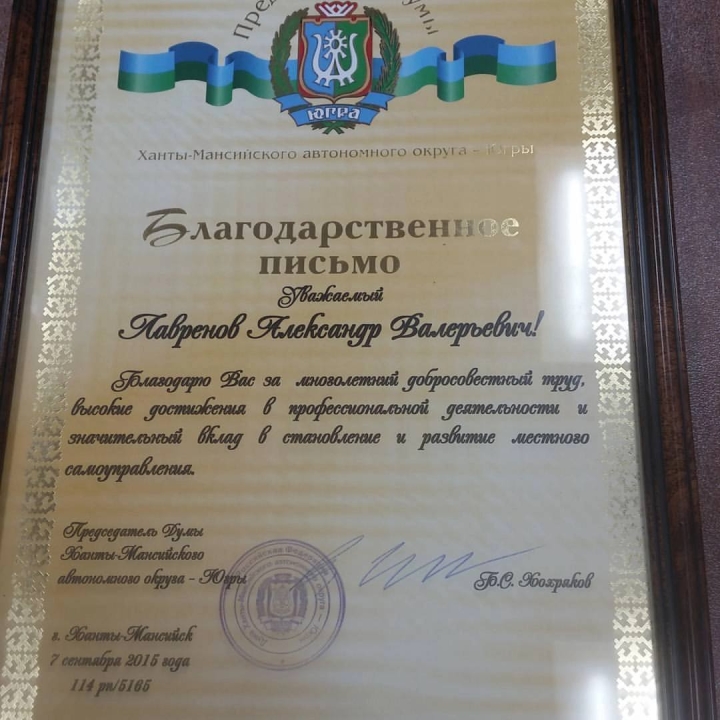 ЮГРА
Ханты-Мансийского автономного округа – Югры
Благодарственное
письмо
Уважаемый
Лавренов Александр Валерьевич!
Благодарю Вас за многолетний добросовестный труд,
высокие достижения в профессиональной деятельности и
значительный вклад в становление и развитие местного
самоуправления.
Председатель Думы
Ханты-Мансийского
автономного округа – Югры
Б.С. Хохряков
г. Ханты-Мансийск
7 сентября 2015 года
114 рп/5165